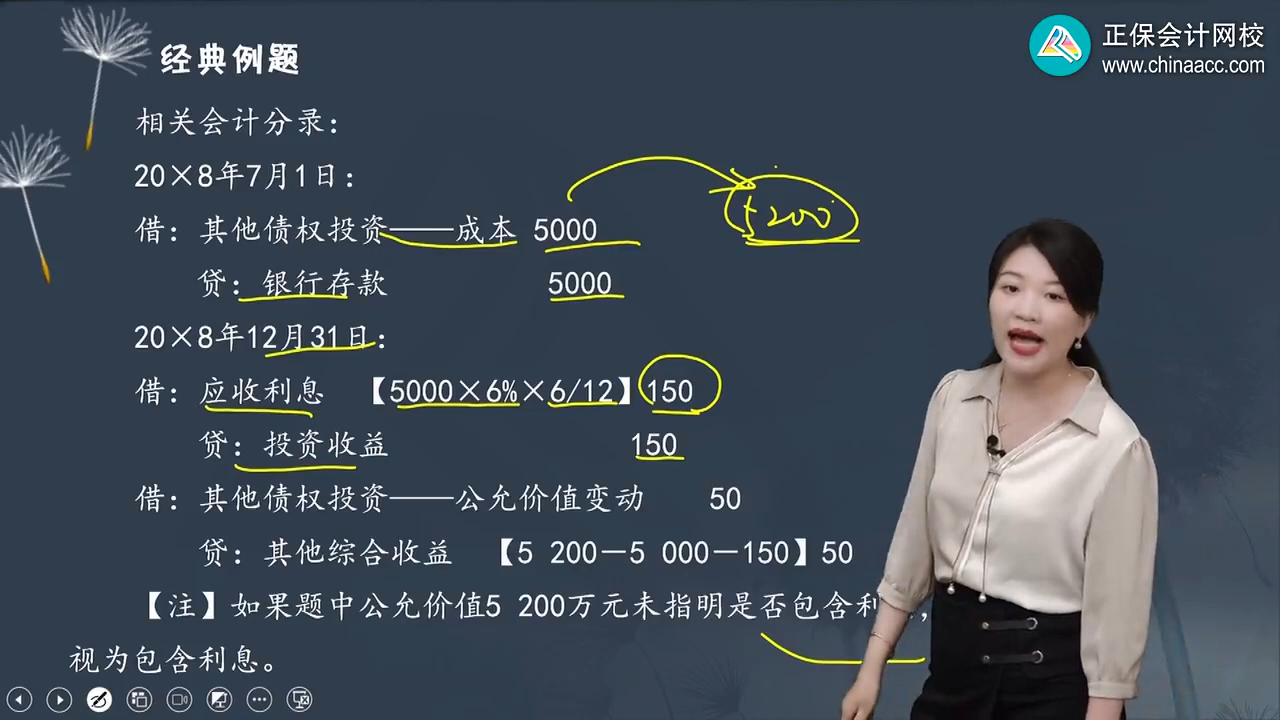 经典例题
正保会计网校
www.chinaacc.com
相关会计分录：
20×8年7月1日：
5200
借：其他债权投资——成本 5000
贷：银行存款 5000
20×8年12月31日：
借：应收利息 【5000×6%×6/12】150
贷：投资收益 150
借：其他债权投资——公允价值变动 50
贷：其他综合收益 【5 200－5 000－150】50
【注】如果题中公允价值5 200万元未指明是否包含利
视为包含利息。